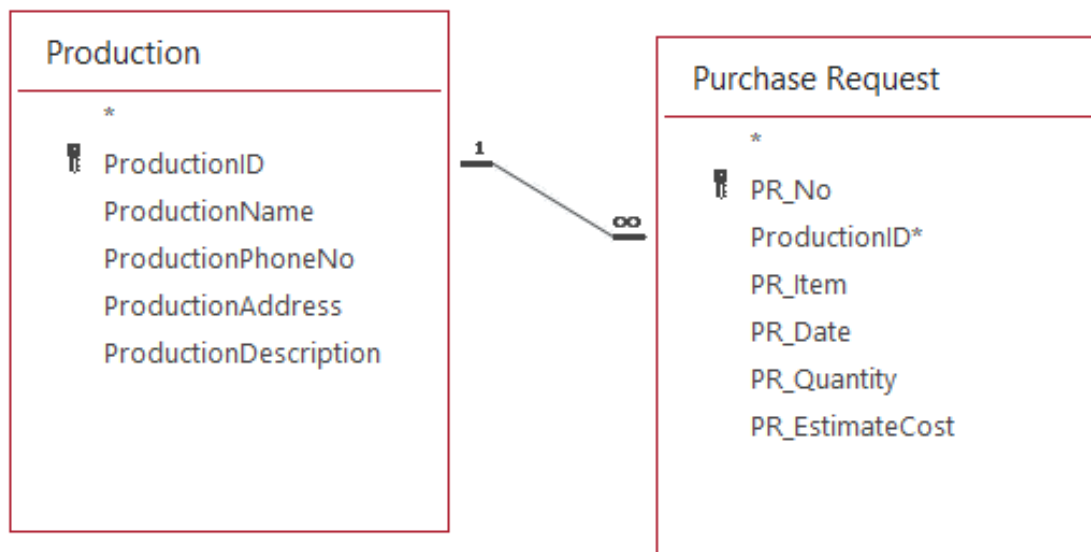 Production
*
ProductionID
ProductionName
ProductionPhoneNo
ProductionAddress
ProductionDescription
1
∞
Purchase Request
*
PR_No
ProductionID*
PR_Item
PR_Date
PR_Quantity
PR_EstimateCost